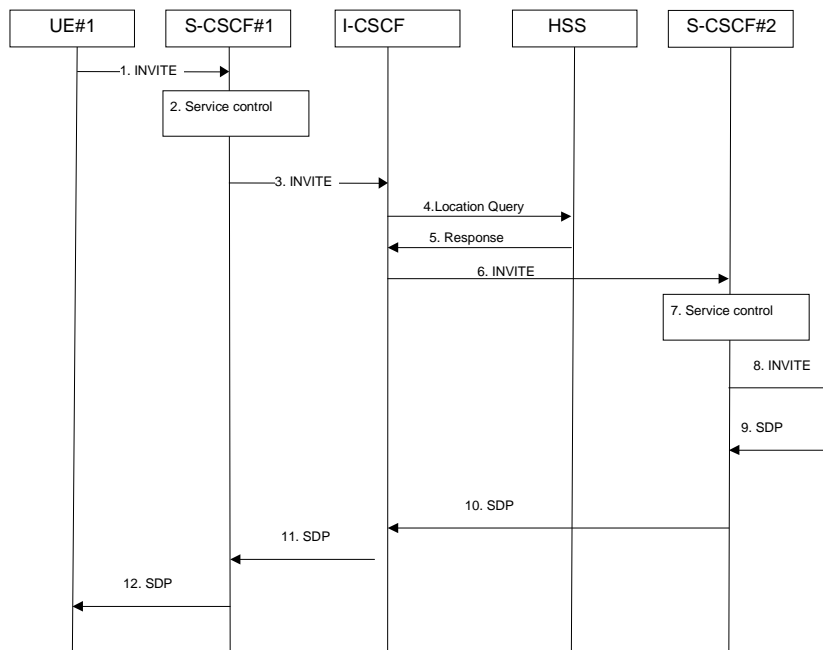 UE#1
S-CSCF#1
I-CSCF
HSS
S-CSCF#2
1. INVITE
2. Service control
3. INVITE
4.Location Query
5. Response
6. INVITE
7. Service control
8. INVITE
9. SDP
10. SDP
11. SDP
12. SDP